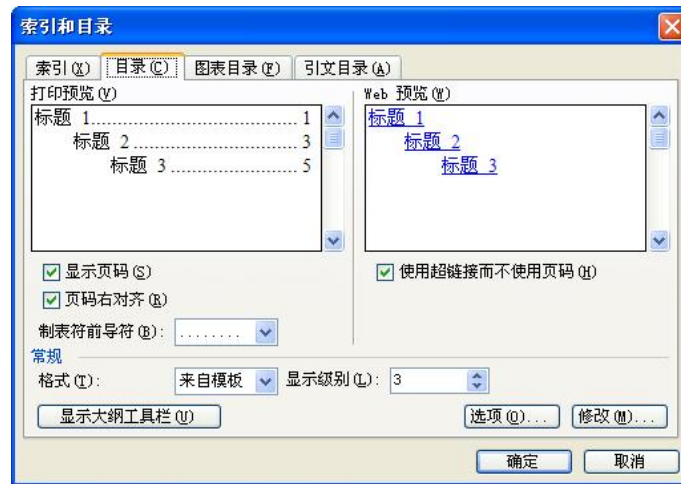 索引和目录
索引(X) 目录(C) 图表目录(F) 引文目录(A)
打印预览(V) Web 预览(W)
标题 1................................ 1 标题 1
标题 2......................... 3 标题 2
标题 3................... 5 标题 3
显示页码(S) 使用超链接而不使用页码(H)
页码右对齐(R)
制表符前导符(B): ........
常规
格式(T): 来自模板 显示级别(L): 3
显示大纲工具栏(U) 选项(O)... 修改(M)...
确定 取消